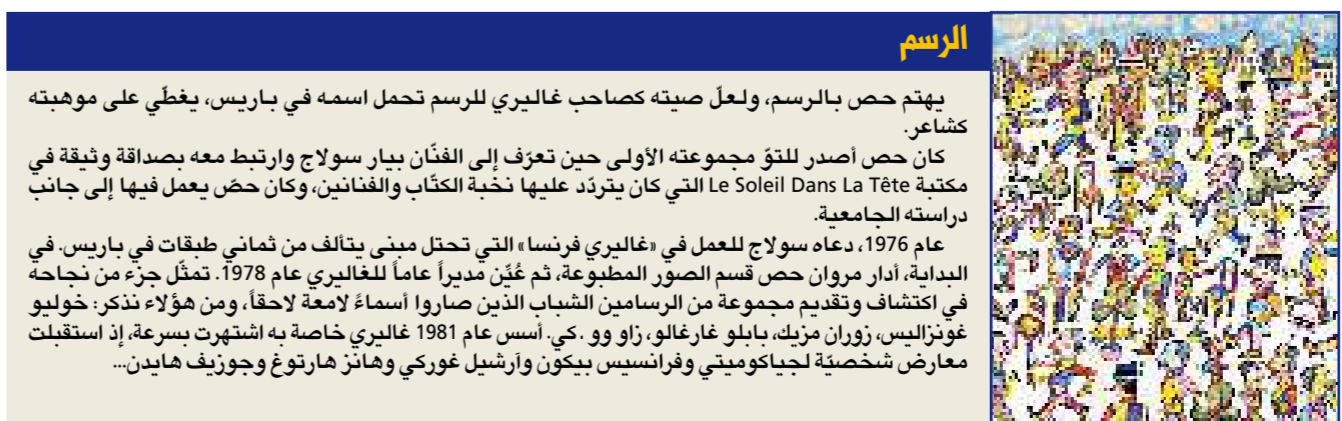 الرسم
يهتم حص بالرسم، ولعلّ صيته كصاحب غاليري للرسم تحمل اسمه في باريس، يغطّي على موهبته
كشاعر.
كان حص أصدر للتوّ مجموعته الأولى حين تعرّف إلى الفنّان بيار سولاج وارتبط معه بصداقة وثيقة في
مكتبة Le Soleil Dans La Tête التي كان يتردّد عليها نخبة الكتّاب والفنانين، وكان حصّ يعمل فيها إلى جانب
دراسته الجامعية.
عام 1976، دعاه سولاج للعمل في «غاليري فرنسا» التي تحتل مبنى يتألف من ثماني طبقات في باريس. في
البداية، أدار مروان حص قسم الصور المطبوعة، ثم عُيِّن مديراً عاماً للغاليري عام 1978. تمثّل جزء من نجاحه
في اكتشاف وتقديم مجموعة من الرسامين الشباب الذين صاروا أسماءً لامعة لاحقاً، ومن هؤلاء نذكر: خوليو
غونزاليس، زوران مزيك، بابلو غارغالو، زاو وو .كي. أسس عام 1981 غاليري خاصة به اشتهرت بسرعة، إذ استقبلت
معارض شخصيّة لجياكوميتي وفرانسيس بيكون وآرشيل غوركي وهانز هارتوغ وجوزيف هايدن...